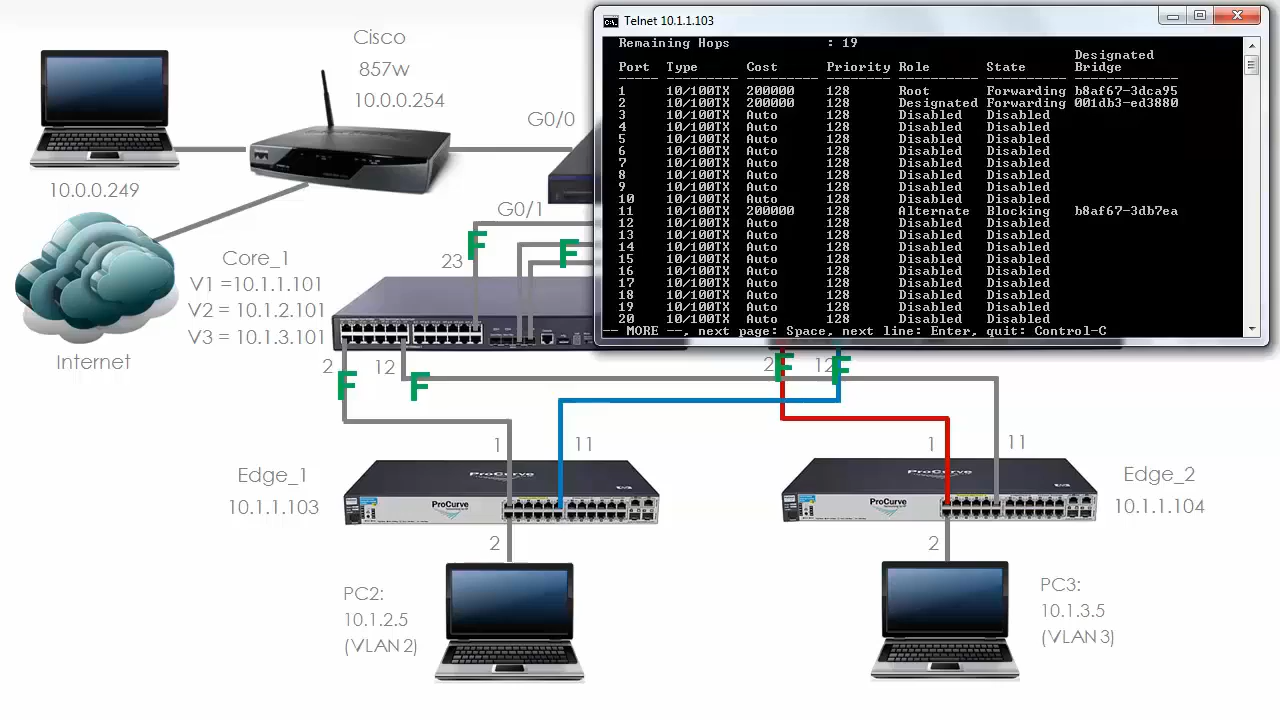 Cisco
857w
10.0.0.254
10.0.0.249
Internet
G0/0
G0/1
Core_1
V1 =10.1.1.101
V2 = 10.1.2.101
V3 = 10.1.3.101
23
F
F
Telnet 10.1.1.103
Remaining Hops : 19
Designated
Port Type Cost Priority Role State Bridge
1 10/100TX 200000 128 Root Forwarding b8af67-3dca95
2 10/100TX 200000 128 Designated Forwarding 001db3-ed3880
3 10/100TX Auto 128 Disabled Disabled
4 10/100TX Auto 128 Disabled Disabled
5 10/100TX Auto 128 Disabled Disabled
6 10/100TX Auto 128 Disabled Disabled
7 10/100TX Auto 128 Disabled Disabled
8 10/100TX Auto 128 Disabled Disabled
9 10/100TX Auto 128 Disabled Disabled
10 10/100TX Auto 128 Disabled Disabled
11 10/100TX 200000 128 Alternate Blocking b8af67-3db7ea
12 10/100TX Auto 128 Disabled Disabled
13 10/100TX Auto 128 Disabled Disabled
14 10/100TX Auto 128 Disabled Disabled
15 10/100TX Auto 128 Disabled Disabled
16 10/100TX Auto 128 Disabled Disabled
17 10/100TX Auto 128 Disabled Disabled
18 10/100TX Auto 128 Disabled Disabled
19 10/100TX Auto 128 Disabled Disabled
20 10/100TX Auto 128 Disabled Disabled
-- MORE --, next page: Space, next line: Enter, quit: Control-C
2 12 2 12
F F F F
1 11 1 11
Edge_1
10.1.1.103
ProCurve
ProCurve
Edge_2
10.1.1.104
ProCurve
ProCurve
2 2
PC2:
10.1.2.5
(VLAN 2)
PC3:
10.1.3.5
(VLAN 3)